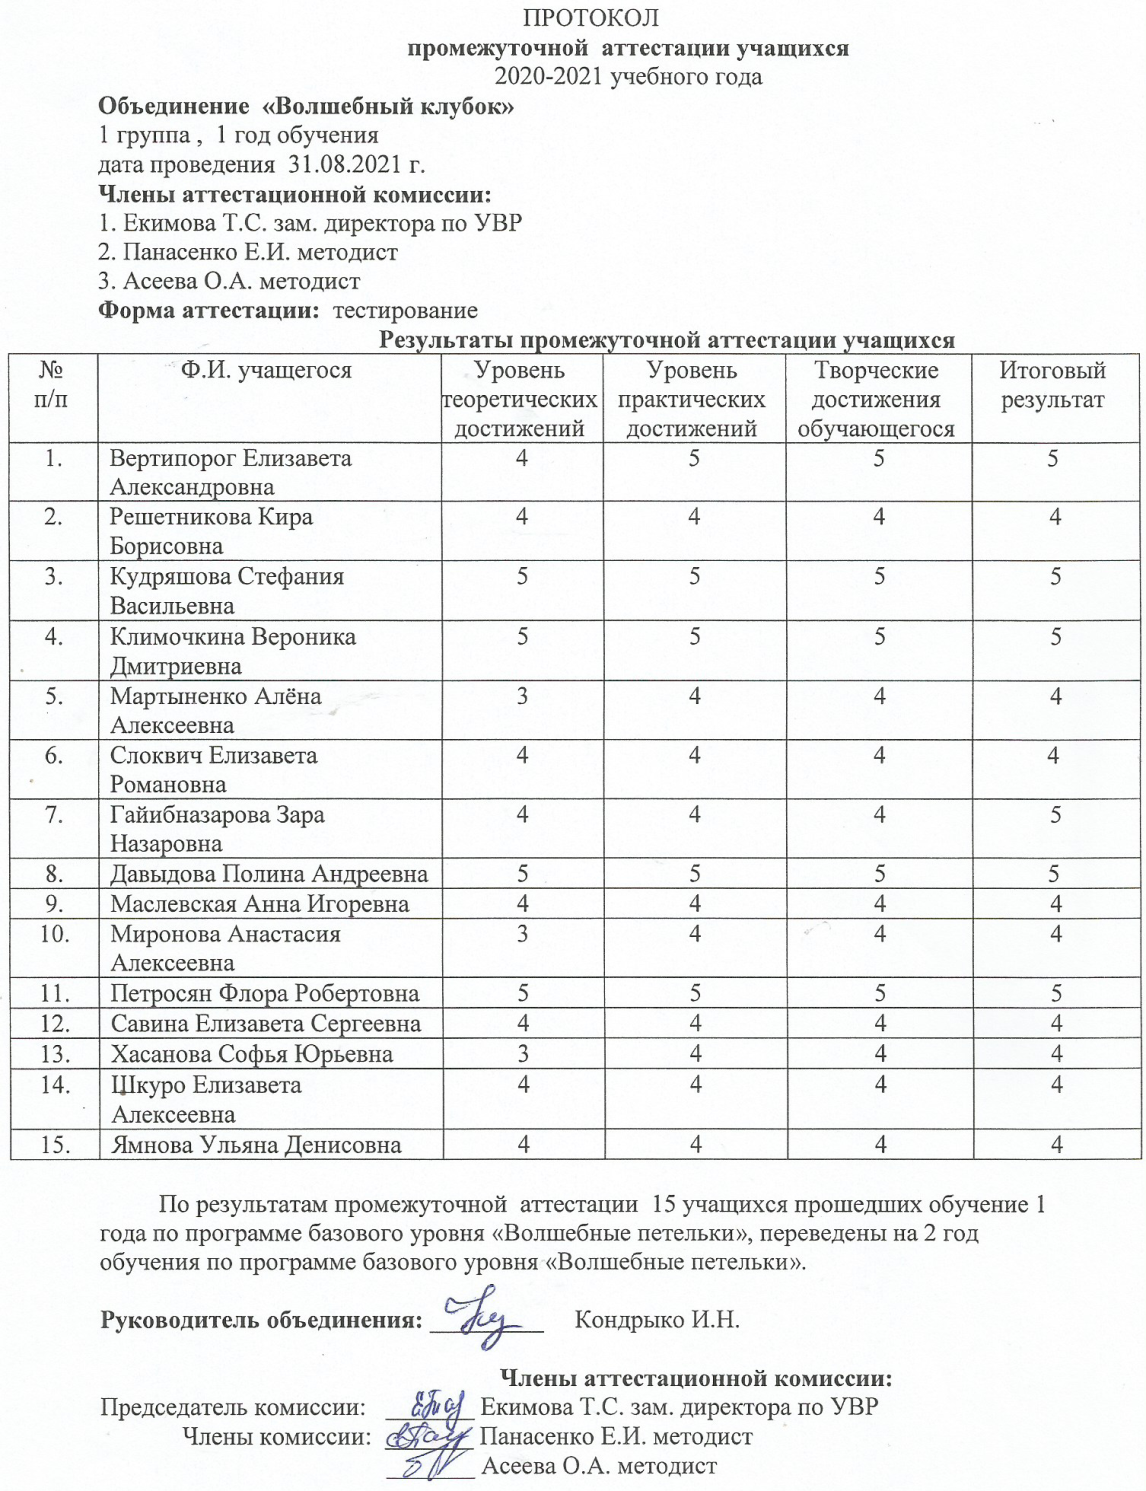 ПРОТОКОЛ
промежуточной аттестации учащихся
2020-2021 учебного года
Объединение «Волшебный клубок»
1 группа , 1 год обучения
дата проведения 31.08.2021 г.
Члены аттестационной комиссии:
1. Екимова Т.С. зам. директора по УВР
2. Панасенко Е.И. методист
3. Асеева О.А. методист
Форма аттестации: тестирование
Результаты промежуточной аттестации учащихся
№ Ф.И. учащегося Уровень Уровень Творческие Итоговый
п/п теоретических практических достижения результат
достижений достижений обучающегося
1. Вертипорог Елизавета 4 5 5 5
Александровна
2. Решетникова Кира 4 4 4 4
Борисовна
3. Кудряшова Стефания 5 5 5 5
Васильевна
4. Климочкина Вероника 5 5 5 5
Дмитриевна
5. Мартыненко Алёна 3 4 4 4
Алексеевна
6. Слоквич Елизавета 4 4 4 4
Романовна
7. Гайибназарова Зара 4 4 4 5
Назаровна
8. Давыдова Полина Андреевна 5 5 5 5
9. Маслевская Анна Игоревна 4 4 4 4
10. Миронова Анастасия 3 4 4 4
Алексеевна
11. Петросян Флора Робертовна 5 5 5 5
12. Савина Елизавета Сергеевна 4 4 4 4
13. Хасанова Софья Юрьевна 3 4 4 4
14. Шкуро Елизавета 4 4 4 4
Алексеевна
15. Ямнова Ульяна Денисовна 4 4 4 4
По результатам промежуточной аттестации 15 учащихся прошедших обучение 1
года по программе базового уровня «Волшебные петельки», переведены на 2 год
обучения по программе базового уровня «Волшебные петельки».
Руководитель объединения: Кондрыко И.Н.
Члены аттестационной комиссии:
Председатель комиссии: Екимова Т.С. зам. директора по УВР
Члены комиссии: Панасенко Е.И. методист
Асеева О.А. методист